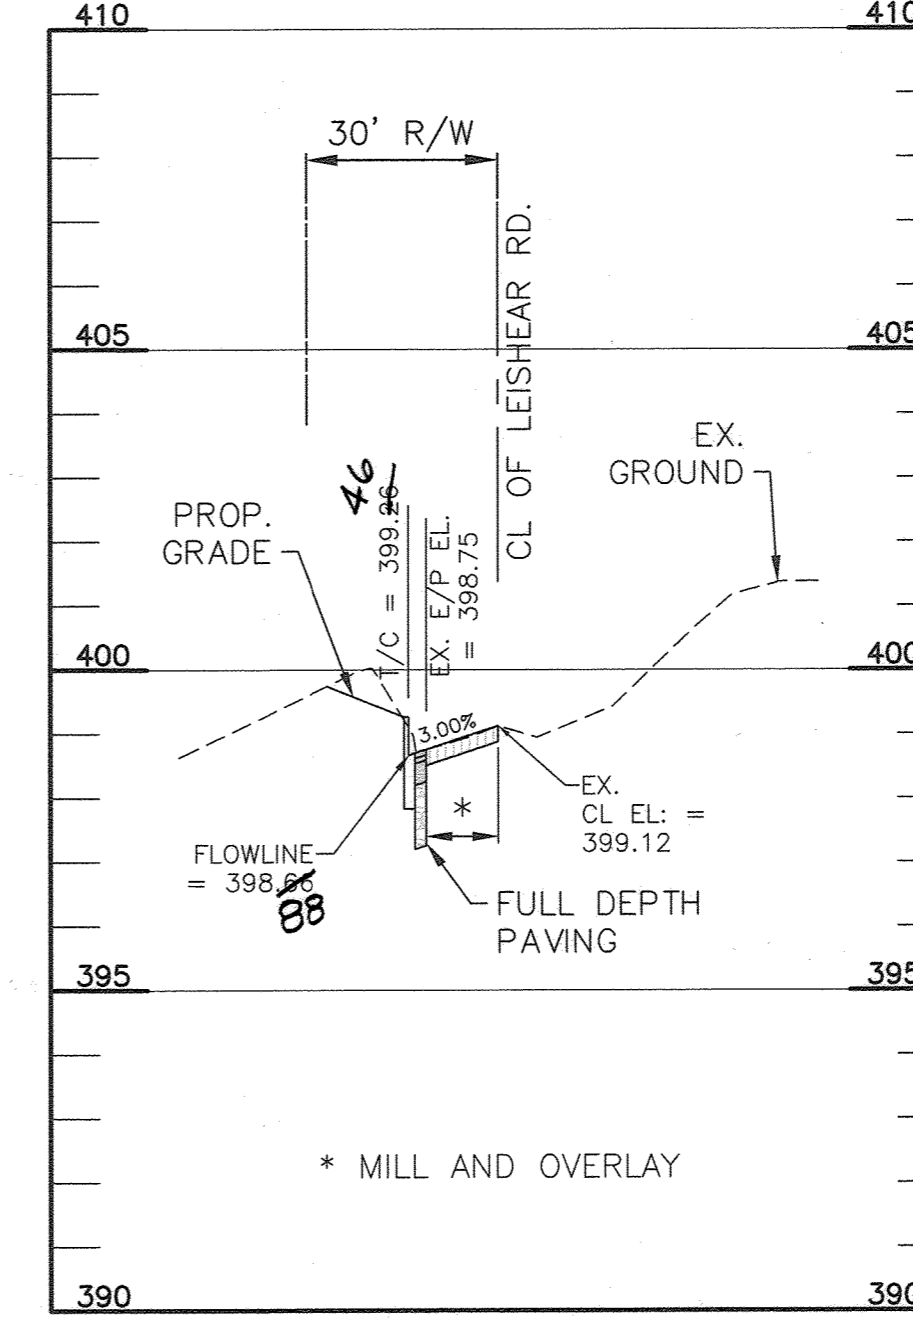 410 410
30' R/W
CL OF LEISHEAR RD.
405 405
EX.
GROUND
46
T/C = 399.26
EX. E/P EL.
= 398.75
PROP.
GRADE
400 400
3.00%
*
EX.
CL EL: =
399.12
FLOWLINE
= 398.66
88
FULL DEPTH
PAVING
395 395
* MILL AND OVERLAY
390 390